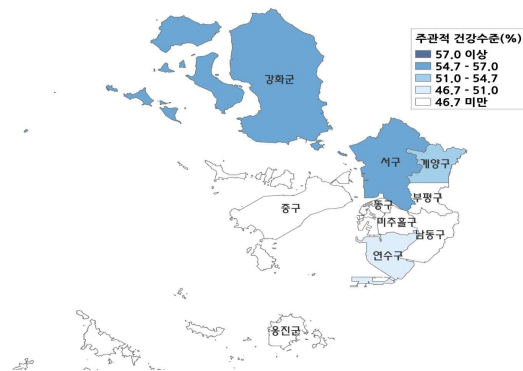 주관적 건강수준(%)
57.0 이상
54.7 - 57.0
51.0 - 54.7
46.7 - 51.0
46.7 미만
강화군
서구
계양구
부평구
동구
중구
미추홀구
남동구
연수구
옹진군